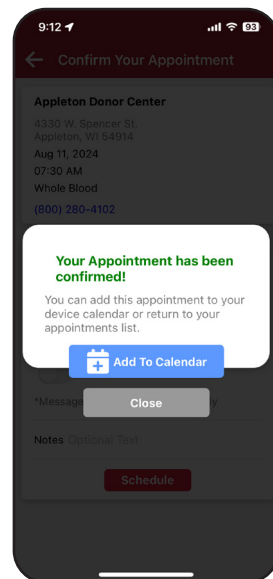 9:12
93
Confirm Your Appointment
Appleton Donor Center
4330 W. Spencer St.
Appleton, WI 54914
Aug 11, 2024
07:30 AM
Whole Blood
(800) 280-4102
Your Appointment has been
confirmed!
You can add this appointment to your
device calendar or return to your
appointments list.
Add To Calendar
Close
*Message
Notes Optional Text
Schedule